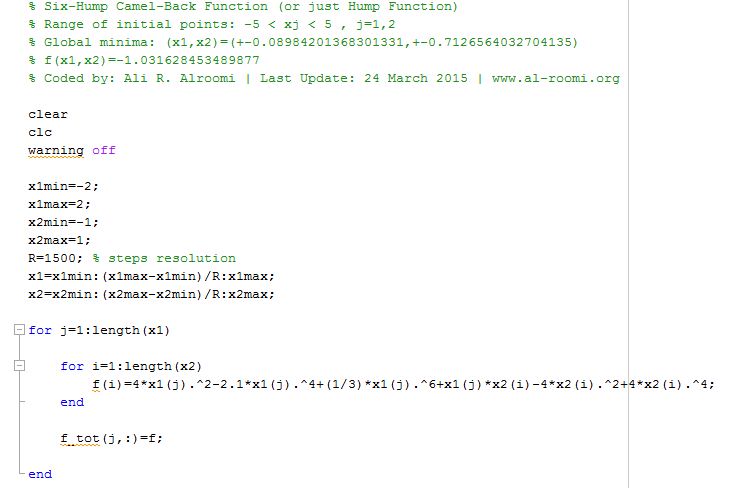 % Six-Hump Camel-Back Function (or just Hump Function)
% Range of initial points: -5 < xj < 5 , j=1,2
% Global minima: (x1,x2)=(+-0.08984201368301331,+-0.7126564032704135)
% f(x1,x2)=-1.031628453489877
% Coded by: Ali R. Alroomi | Last Update: 24 March 2015 | www.al-roomi.org
clear
clc
warning off
x1min=-2;
x1max=2;
x2min=-1;
x2max=1;
R=1500; % steps resolution
x1=x1min:(x1max-x1min)/R:x1max;
x2=x2min:(x2max-x2min)/R:x2max;
for j=1:length(x1)
for i=1:length(x2)
f(i)=4*x1(j).^2-2.1*x1(j).^4+(1/3)*x1(j).^6+x1(j)*x2(i)-4*x2(i).^2+4*x2(i).^4;
end
f_tot(j,:)=f;
end